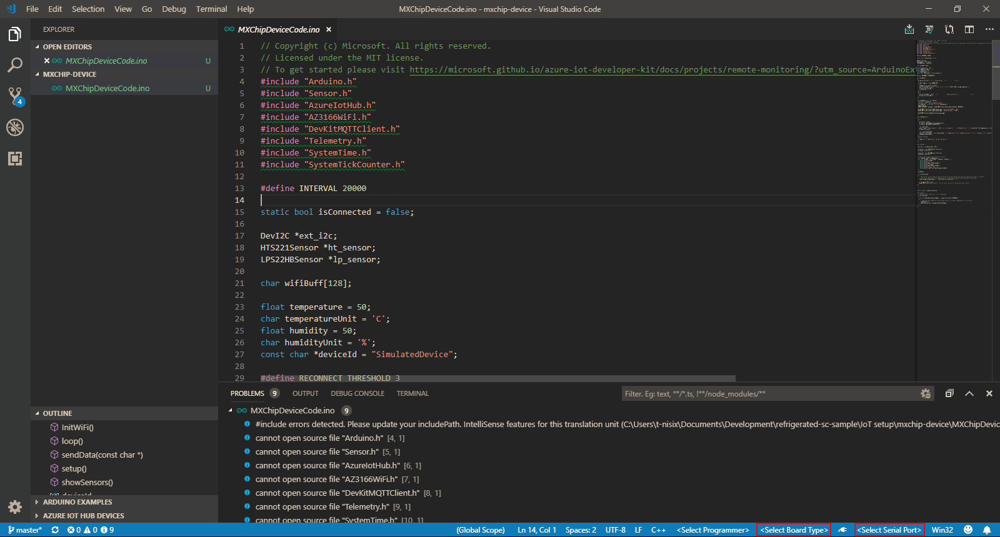 File Edit Selection View Go Debug Terminal Help
MXChipDeviceCode.ino - mxchip-device - Visual Studio Code
EXPLORER
OPEN EDITORS
MXChipDeviceCode.ino U
MXCHIP-DEVICE
MXChipDeviceCode.ino U
4
OUTLINE
InitWiFi()
loop()
sendData(const char *)
setup()
showSensors()
ARDUINO EXAMPLES
AZURE IOT HUB DEVICES
MXChipDeviceCode.ino
1 // Copyright (c) Microsoft. All rights reserved.
2 // Licensed under the MIT license.
3 // To get started please visit https://microsoft.github.io/azure-iot-developer-kit/docs/projects/remote-monitoring/?utm_source=ArduinoEx
4 #include "Arduino.h"
5 #include "Sensor.h"
6 #include "AzureIotHub.h"
7 #include "AZ3166WiFi.h"
8 #include "DevKitMQTTClient.h"
9 #include "Telemetry.h"
10 #include "SystemTime.h"
11 #include "SystemTickCounter.h"
12
13 #define INTERVAL 20000
14
15 static bool isConnected = false;
16
17 DevI2C *ext_i2c;
18 HTS221Sensor *ht_sensor;
19 LPS22HBSensor *lp_sensor;
20
21 char wifiBuff[128];
22
23 float temperature = 50;
24 char temperatureUnit = 'C';
25 float humidity = 50;
26 char humidityUnit = '%';
27 const char *deviceId = "SimulatedDevice";
28
29 #define RECONNECT_THRESHOLD 3
PROBLEMS 9 OUTPUT DEBUG CONSOLE TERMINAL
Filter. Eg: text, **/*.ts, !**/node_modules/**
MXChipDeviceCode.ino 9
#include errors detected. Please update your includePath. IntelliSense features for this translation unit (C:\Users\t-nisix\Documents\Development\refrigerated-sc-sample\IoT setup\mxchip-device\MXChipDevic
cannot open source file "Arduino.h" [4, 1]
cannot open source file "Sensor.h" [5, 1]
cannot open source file "AzureIotHub.h" [6, 1]
cannot open source file "AZ3166WiFi.h" [7, 1]
cannot open source file "DevKitMQTTClient.h" [8, 1]
cannot open source file "Telemetry.h" [9, 1]
cannot open source file "SystemTime.h" [10, 1]
master* 0 0 9 (Global Scope) Ln 14, Col 1 Spaces: 2 UTF-8 LF C++ <Select Programmer> <Select Board Type> <Select Serial Port> Win32